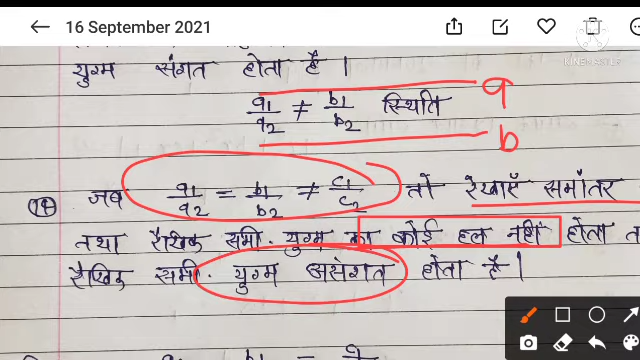 16 September 2021
युग्म संगत होता है।
a1/a2 ≠ b1/b2 स्थिति
a
b
जब a1/a2 = b1/b2 ≠ c1/c2 तो रेखाएँ समांतर
तथा रैखिक समी. युग्म का कोई हल नहीं होता
रैखिक समी. युग्म असंगत होता है।